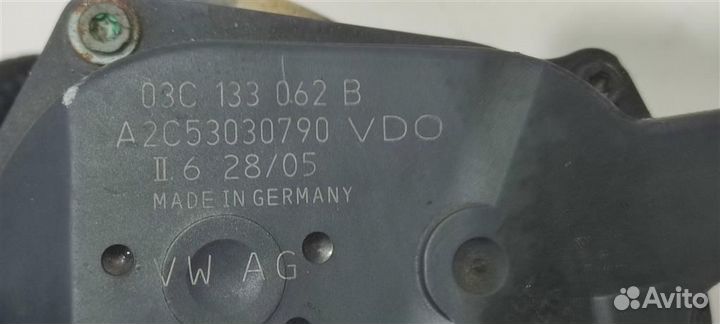 03C 133 062 B
A2C53030790 VDO
II 6 28/05
MADE IN GERMANY
VW AG
Avito